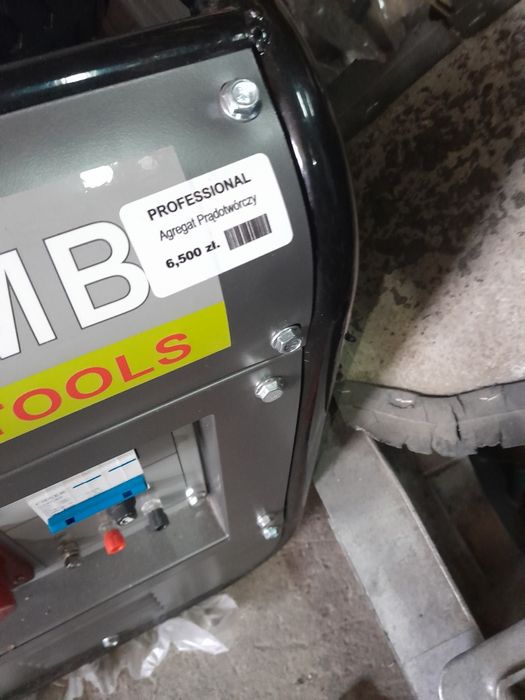 PROFESSIONAL
Agregat Prądotwórczy
6,500 zł.
MB
TOOLS